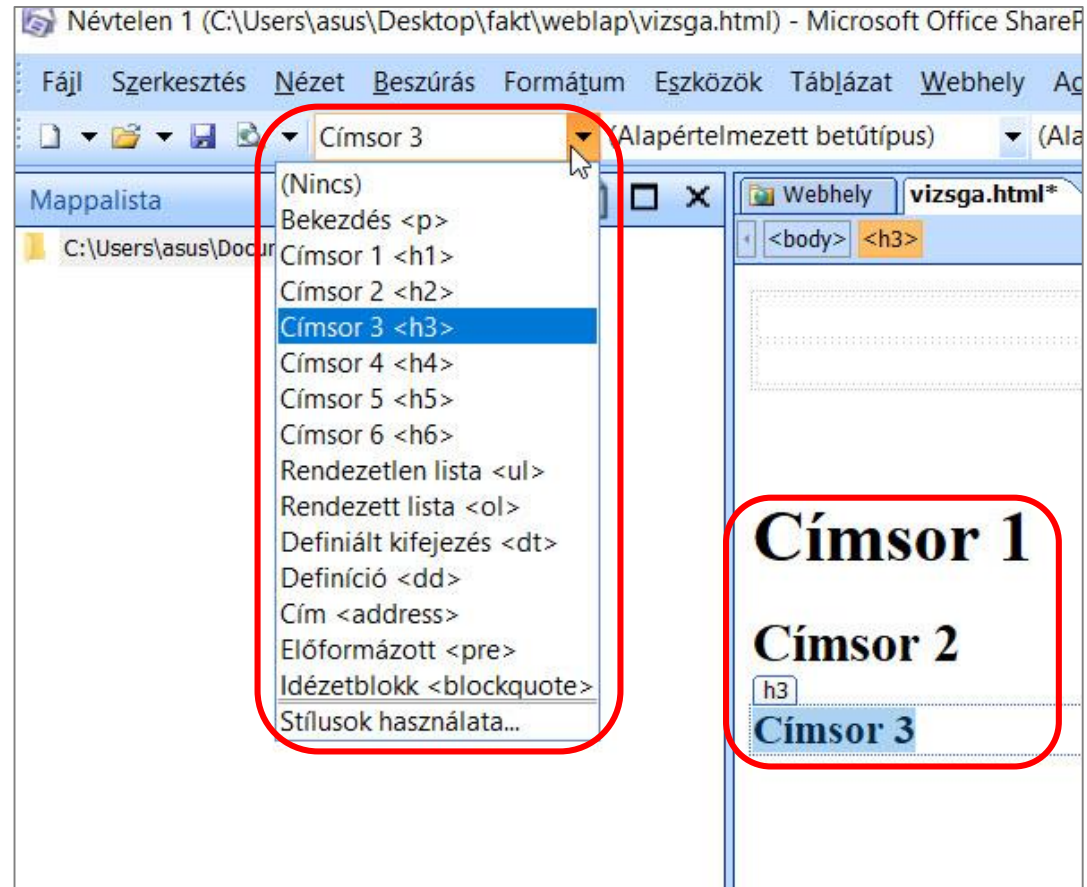 Névtelen 1 (C:\Users\asus\Desktop\fakt\weblap\vizsga.html) - Microsoft Office
Fájl Szerkesztés Nézet Beszúrás Formátum Eszközök Táblázat Webhely
Címsor 3 (Alapértelmezett betűtípus)
Mappalista
Webhely vizsga.html*
C:\Users\asus\
<body> <h3>
(Nincs)
Bekezdés <p>
Címsor 1 <h1>
Címsor 2 <h2>
Címsor 3 <h3>
Címsor 4 <h4>
Címsor 5 <h5>
Címsor 6 <h6>
Rendezetlen lista <ul>
Rendezett lista <ol>
Definiált kifejezés <dt>
Definíció <dd>
Cím <address>
Előformázott <pre>
Idézetblokk <blockquote>
Stílusok használata...
Címsor 1
Címsor 2
h3
Címsor 3